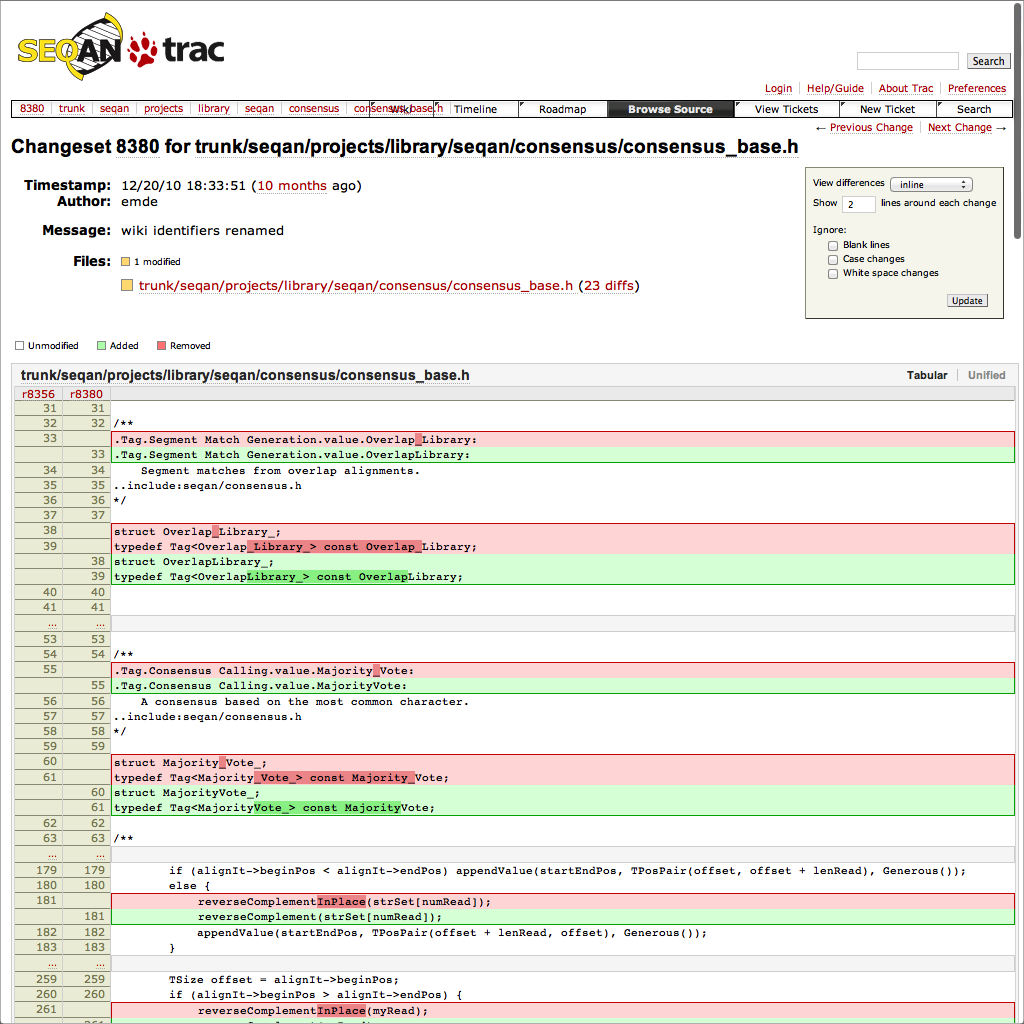 SEQAN trac
Search
Login Help/Guide About Trac Preferences
8380 trunk seqan projects library seqan consensus consensus_base.h Wiki Timeline Roadmap Browse Source View Tickets New Ticket Search
← Previous Change Next Change →
Changeset 8380 for trunk/seqan/projects/library/seqan/consensus/consensus_base.h
Timestamp: 12/20/10 18:33:51 (10 months ago)
Author: emde
Message: wiki identifiers renamed
Files: 1 modified
trunk/seqan/projects/library/seqan/consensus/consensus_base.h (23 diffs)
View differences inline
Show 2 lines around each change
Ignore:
Blank lines
Case changes
White space changes
Update
Unmodified Added Removed
trunk/seqan/projects/library/seqan/consensus/consensus_base.h Tabular Unified
r8356 r8380
31 31
32 32 /**
33 .Tag.Segment Match Generation.value.Overlap_Library:
33 .Tag.Segment Match Generation.value.OverlapLibrary:
34 34 Segment matches from overlap alignments.
35 35 ..include:seqan/consensus.h
36 36 */
37 37
38 struct Overlap_Library_;
39 typedef Tag<Overlap_Library_> const Overlap_Library;
38 struct OverlapLibrary_;
39 typedef Tag<OverlapLibrary_> const OverlapLibrary;
40 40
41 41
… …
53 53
54 54 /**
55 .Tag.Consensus Calling.value.Majority_Vote:
55 .Tag.Consensus Calling.value.MajorityVote:
56 56 A consensus based on the most common character.
57 57 ..include:seqan/consensus.h
58 58 */
59 59
60 struct Majority_Vote_;
61 typedef Tag<Majority_Vote_> const Majority_Vote;
60 struct MajorityVote_;
61 typedef Tag<MajorityVote_> const MajorityVote;
62 62
63 63 /**
… …
179 179 if (alignIt->beginPos < alignIt->endPos) appendValue(startEndPos, TPosPair(offset, offset + lenRead), Generous());
180 180 else {
181 reverseComplementInPlace(strSet[numRead]);
181 reverseComplement(strSet[numRead]);
182 182 appendValue(startEndPos, TPosPair(offset + lenRead, offset), Generous());
183 183 }
… …
259 259 TSize offset = alignIt->beginPos;
260 260 if (alignIt->beginPos > alignIt->endPos) {
261 reverseComplementInPlace(myRead);